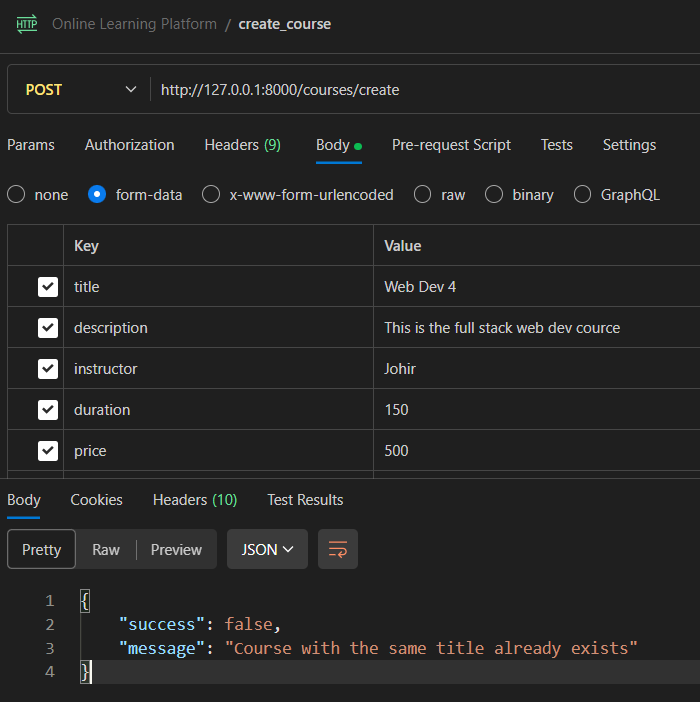 HTTP Online Learning Platform / create_course
POST http://127.0.0.1:8000/courses/create
Params Authorization Headers (9) Body Pre-request Script Tests Settings
none form-data x-www-form-urlencoded raw binary GraphQL
Key Value
title Web Dev 4
description This is the full stack web dev cource
instructor Johir
duration 150
price 500
Body Cookies Headers (10) Test Results
Pretty Raw Preview JSON
1 {
2 "success": false,
3 "message": "Course with the same title already exists"
4 }